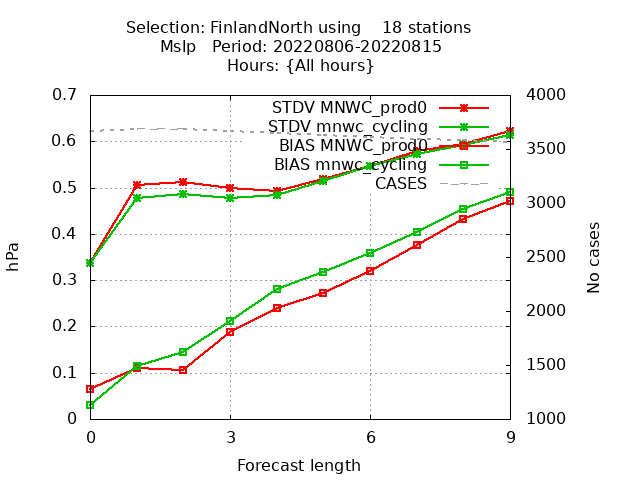 Selection: FinlandNorth using    18 stations
Mslp   Period: 20220806-20220815
Hours: {All hours}
0.7
0.6
0.5
0.4
0.3
0.2
0.1
0
hPa
STDV MNWC_prod0
STDV mnwc_cycling
BIAS MNWC_prod0
BIAS mnwc_cycling
CASES
4000
3500
3000
2500
2000
1500
1000
No cases
0 3 6 9
Forecast length